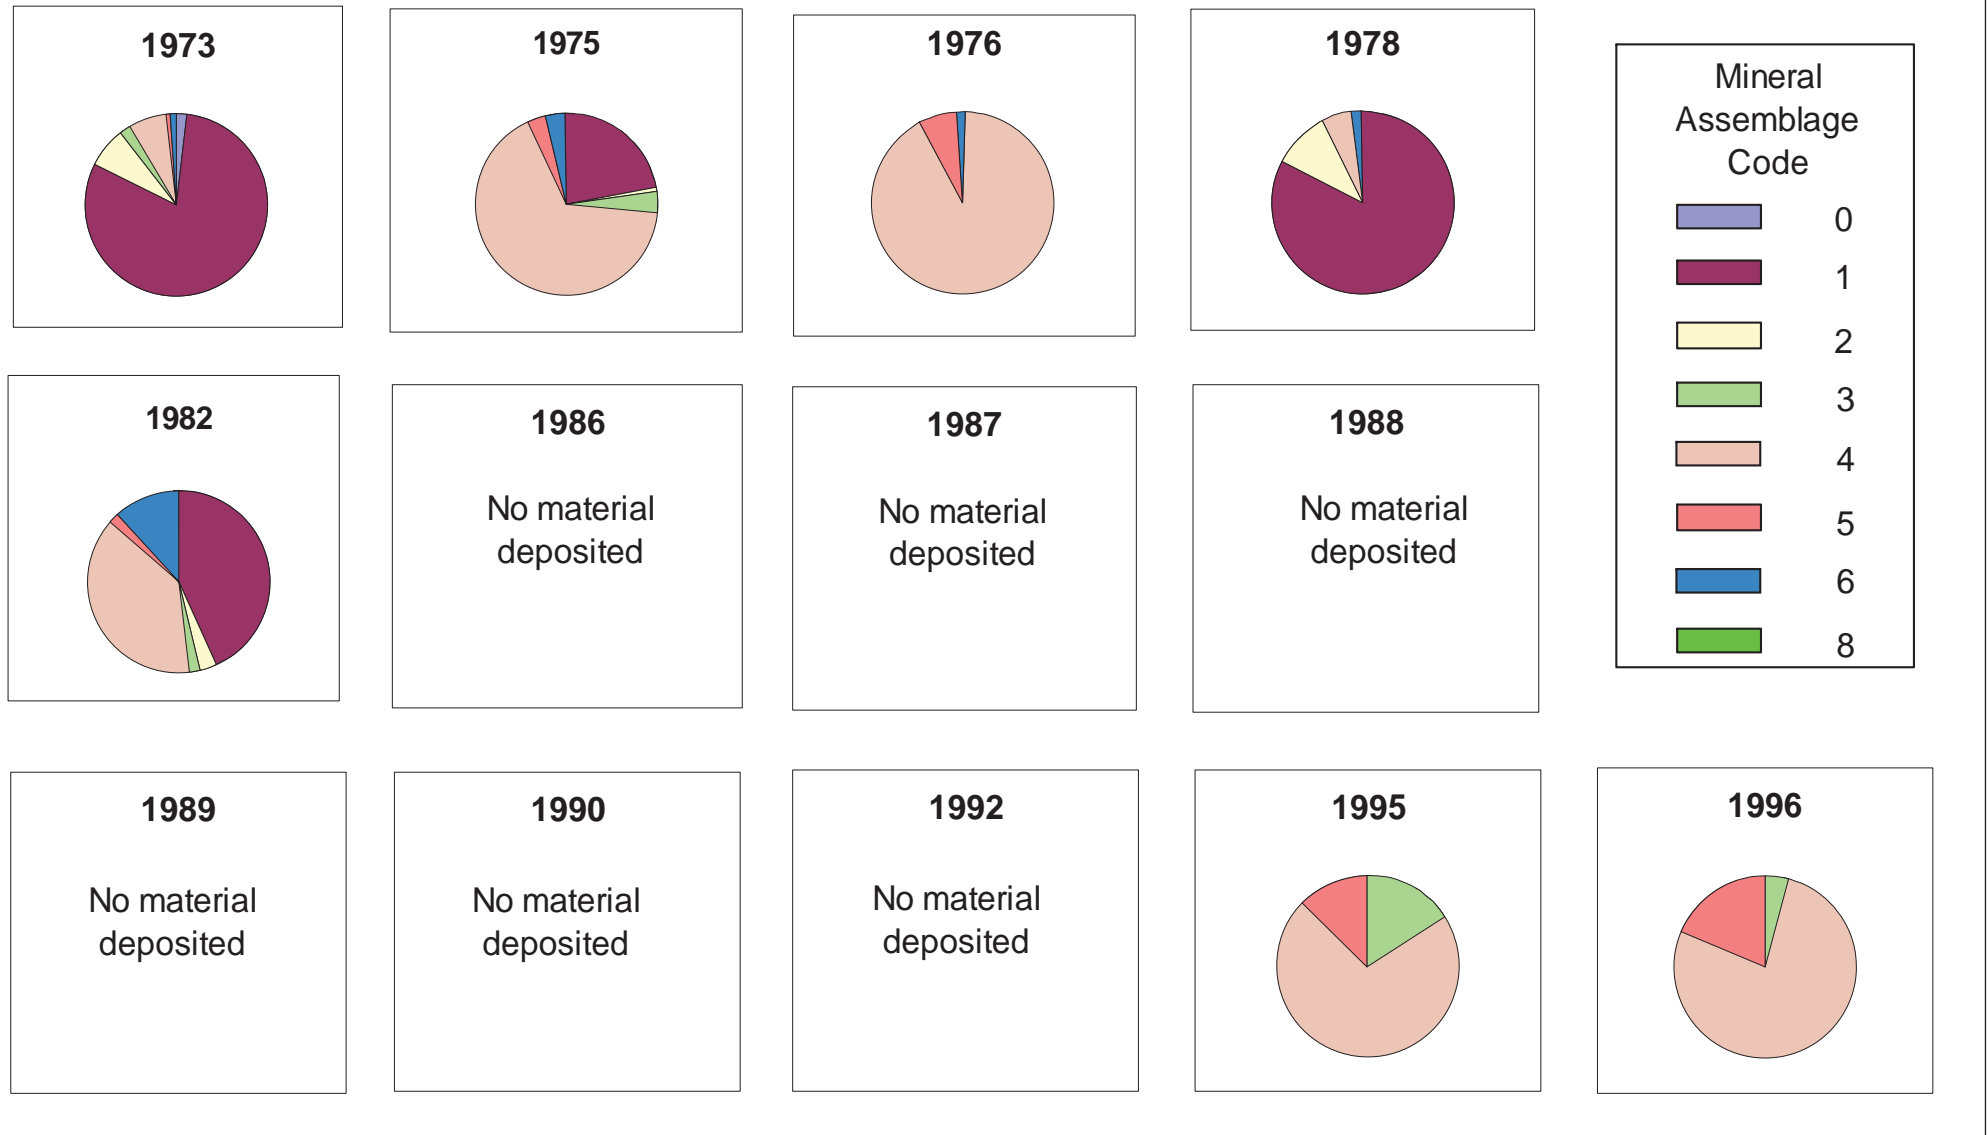 1973
1975
1976
1978
Mineral
Assemblage
Code
0
1
2
3
4
5
6
8
1982
1986
No material
deposited
1987
No material
deposited
1988
No material
deposited
1989
No material
deposited
1990
No material
deposited
1992
No material
deposited
1995
1996